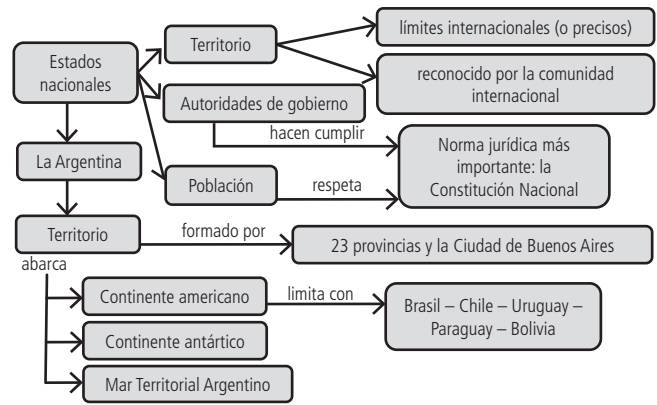 Estados
nacionales
Territorio
límites internacionales (o precisos)
reconocido por la comunidad
internacional
Autoridades de gobierno
hacen cumplir
Norma jurídica más
importante: la
Constitución Nacional
La Argentina
Población
respeta
Territorio
formado por
23 provincias y la Ciudad de Buenos Aires
abarca
Continente americano
limita con
Brasil – Chile – Uruguay –
Paraguay – Bolivia
Continente antártico
Mar Territorial Argentino